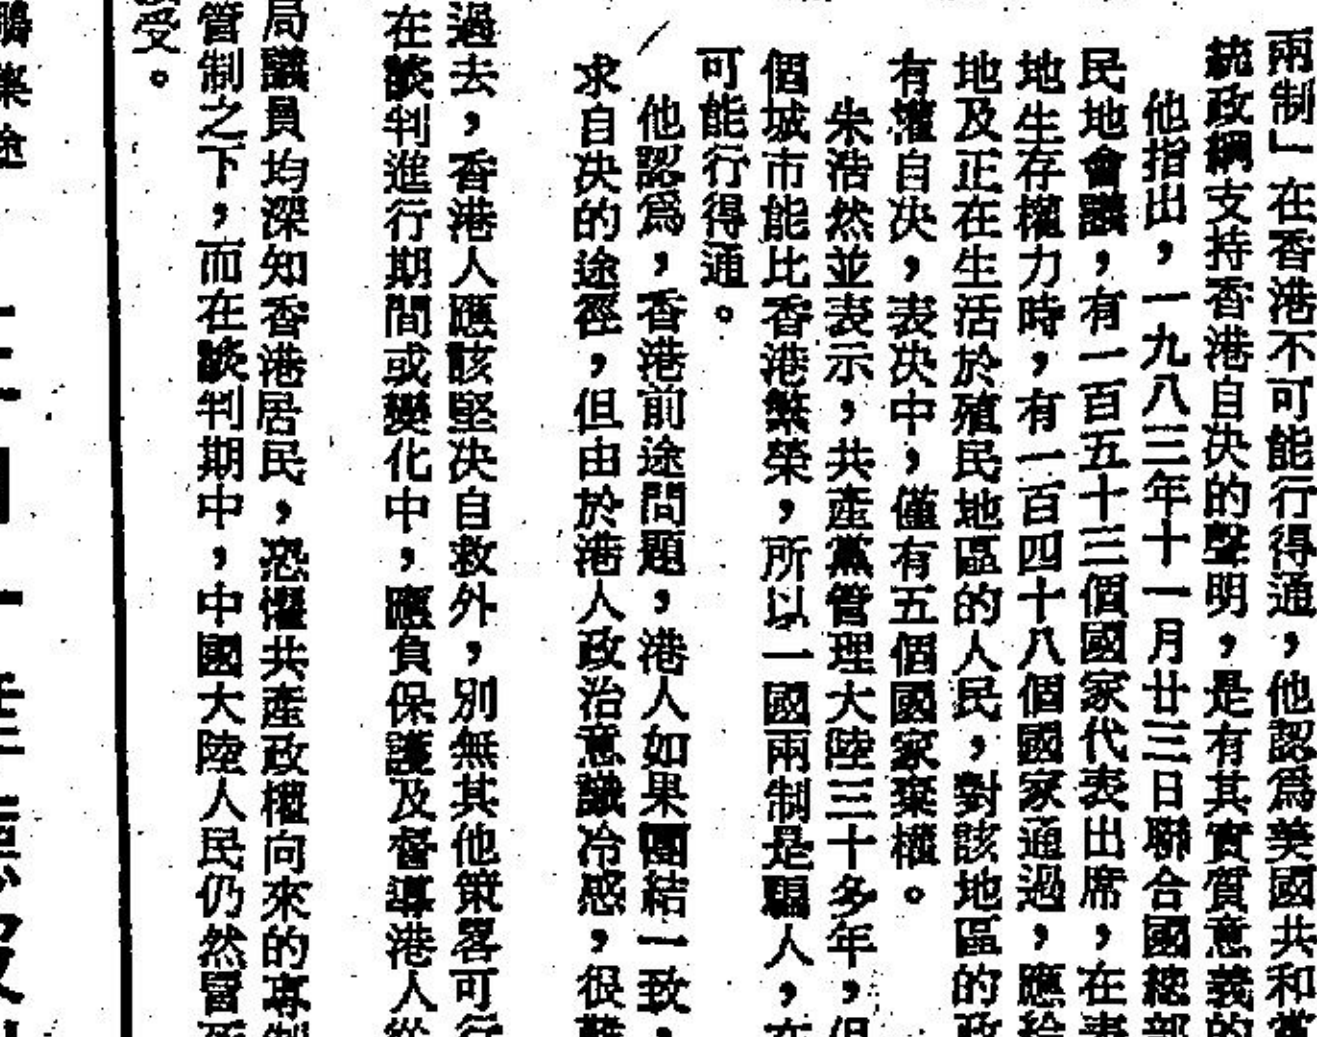 兩制」在香港不可能行得通，他認爲美國共和黨
統政綱支持香港自決的聲明，是有其實質意義的
他指出，一九八三年十一月廿三日聯合國總部
民地會議，有一百五十三個國家代表出席，在表
地生存權力時，有一百四十八個國家通過，應給
地及正在生活於殖民地區的人民，對該地區的政
有權自決，表決中，僅有五個國家棄權。
朱浩然並表示，共產黨管理大陸三十多年，但
個城市能比香港繁榮，所以一國兩制是騙人，在
可能行得通。
他認爲，香港前途問題，港人如果團結一致，
求自決的途徑，但由於港人政治意識冷感，很難
過去，香港人應該堅決自救外，別無其他策畧可行
在談判進行期間或變化中，應負保護及督導港人從
局議員均深知香港居民，恐懼共產政權向來的專制
管制之下，而在談判期中，中國大陸人民仍然冒死
受。